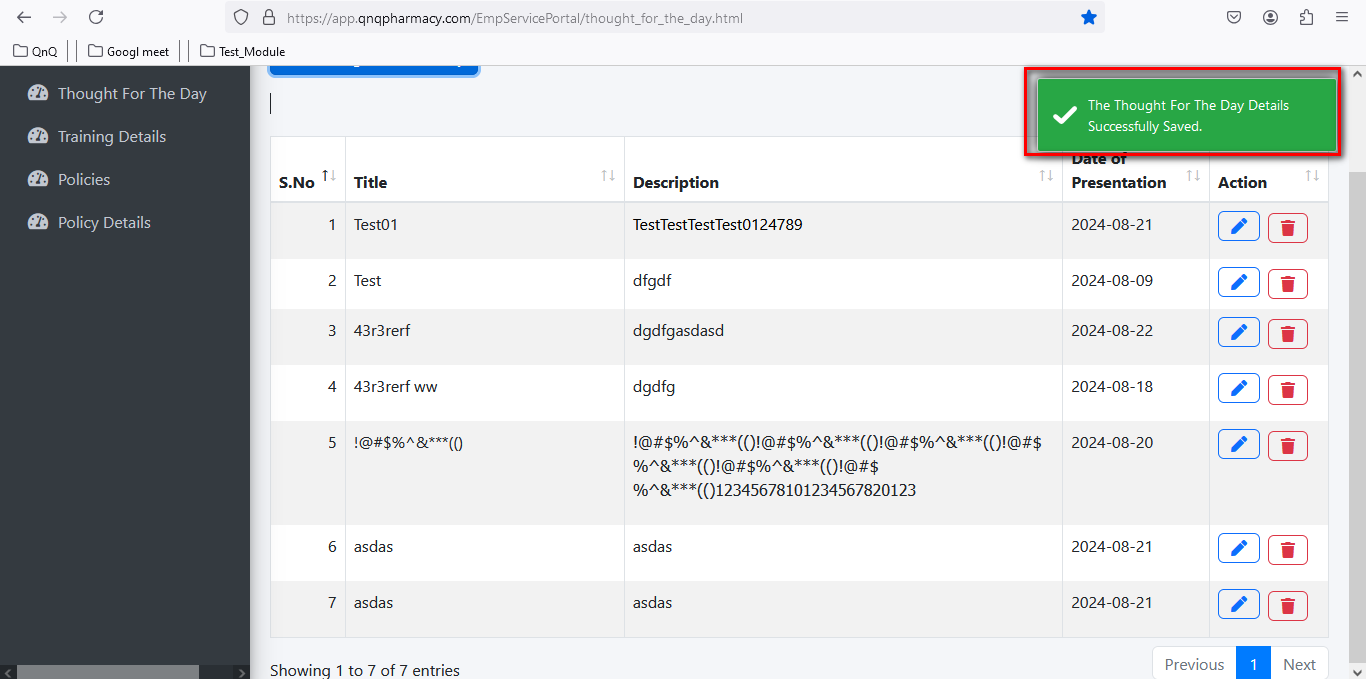 https://app.qnqpharmacy.com/EmpServicePortal/thought_for_the_day.html
QnQ
Googl meet
Test_Module
Thought For The Day
Training Details
Policies
Policy Details
The Thought For The Day Details
Successfully Saved.
S.No
Title
Description
Date of
Presentation
Action
1 Test01 TestTestTestTest0124789 2024-08-21
2 Test dfgdf 2024-08-09
3 43r3rerf dgdfgasdasd 2024-08-22
4 43r3rerf ww dgdfg 2024-08-18
5 !@#$%^&***(() !@#$%^&***(()!@#$%^&***(()!@#$%^&***(()!@#$ 2024-08-20
%^&***(()!@#$%^&***(()!@#$
%^&***(()12345678101234567820123
6 asdas asdas 2024-08-21
7 asdas asdas 2024-08-21
Showing 1 to 7 of 7 entries
Previous 1 Next